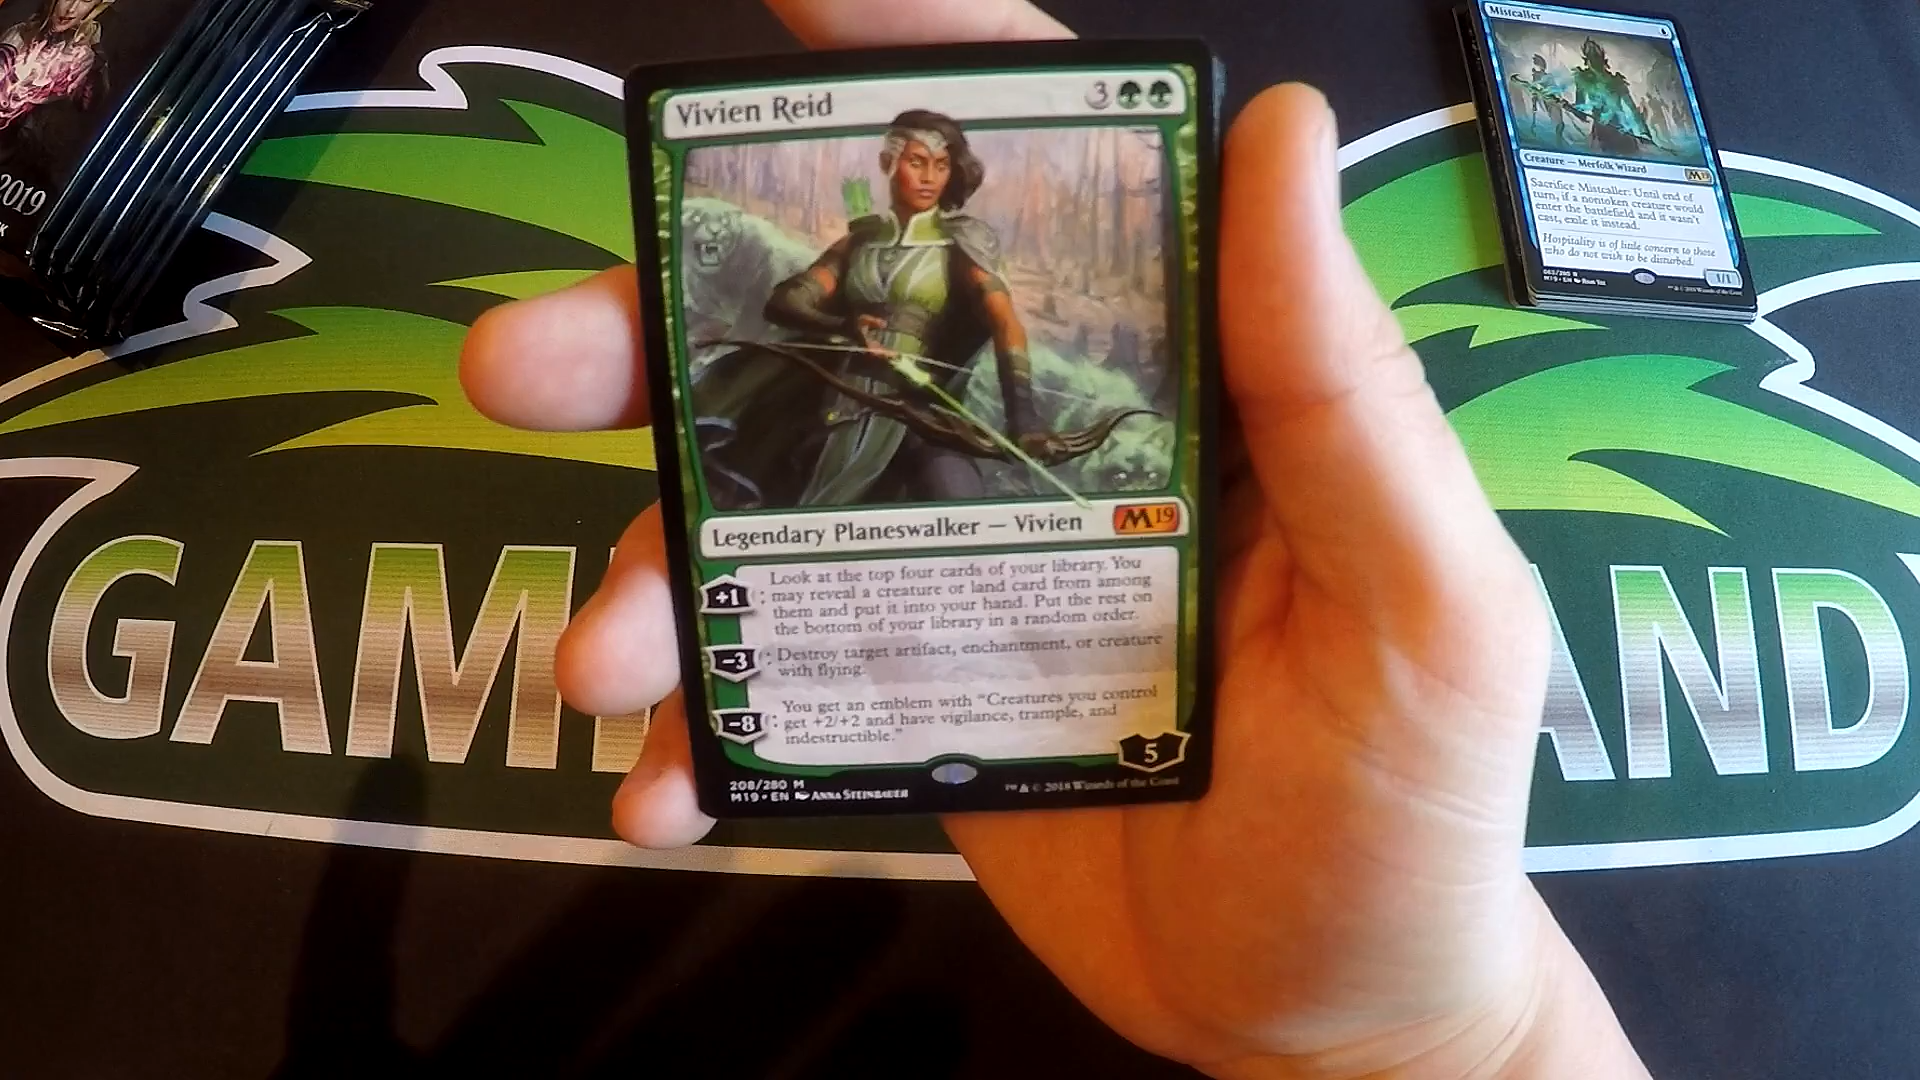 Vivien Reid
3
Legendary Planeswalker — Vivien
M19
+1: Look at the top four cards of your library. You
may reveal a creature or land card from among
them and put it into your hand. Put the rest on
the bottom of your library in a random order.
-3: Destroy target artifact, enchantment, or creature
with flying.
You get an emblem with “Creatures you control
-8: get +2/+2 and have vigilance, trample, and
indestructible.”
5
208/280 M
M19 • EN Anna Steinbauer
™ & © 2018 Wizards of the Coast
Mistcaller
Creature — Merfolk Wizard
M19
Sacrifice Mistcaller: Until end of
turn, if a nontoken creature would
enter the battlefield and it wasn't
cast, exile it instead.
Hospitality is of little concern to those
who do not wish to be disturbed.
1/1
M19 • EN
2019
GAM
AND